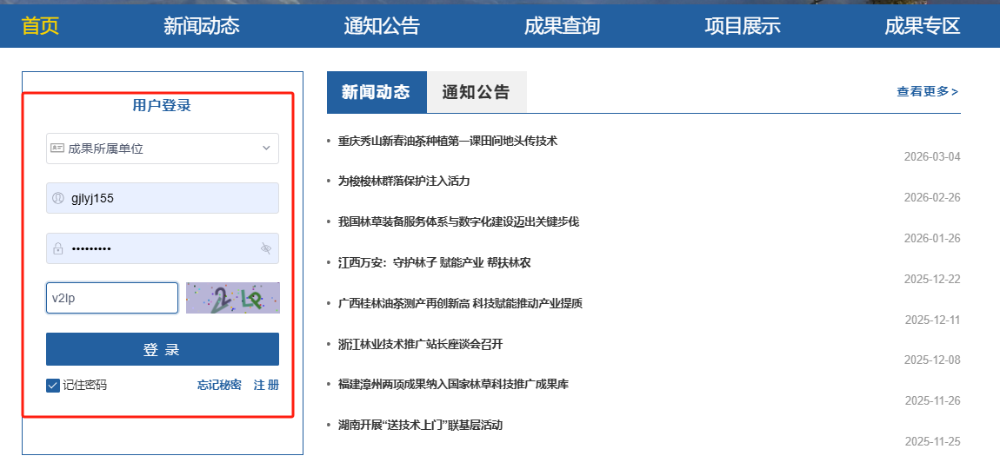 首页 新闻动态 通知公告 成果查询 项目展示 成果专区
用户登录
成果所属单位
gjlyj155
•••••••••
v2lp
登 录
记住密码 忘记秘密 注 册
新闻动态 通知公告 查看更多>
• 重庆秀山新春油茶种植第一课田间地头传技术
2026-03-04
• 为梭梭林群落保护注入活力
2026-02-26
• 我国林草装备服务体系与数字化建设迈出关键步伐
2026-01-26
• 江西万安：守护林子 赋能产业 帮扶林农
2025-12-22
• 广西桂林油茶测产再创新高 科技赋能推动产业提质
2025-12-11
• 浙江林业技术推广站长座谈会召开
2025-12-08
• 福建漳州两项成果纳入国家林草科技推广成果库
2025-11-26
• 湖南开展“送技术上门”联基层活动
2025-11-25